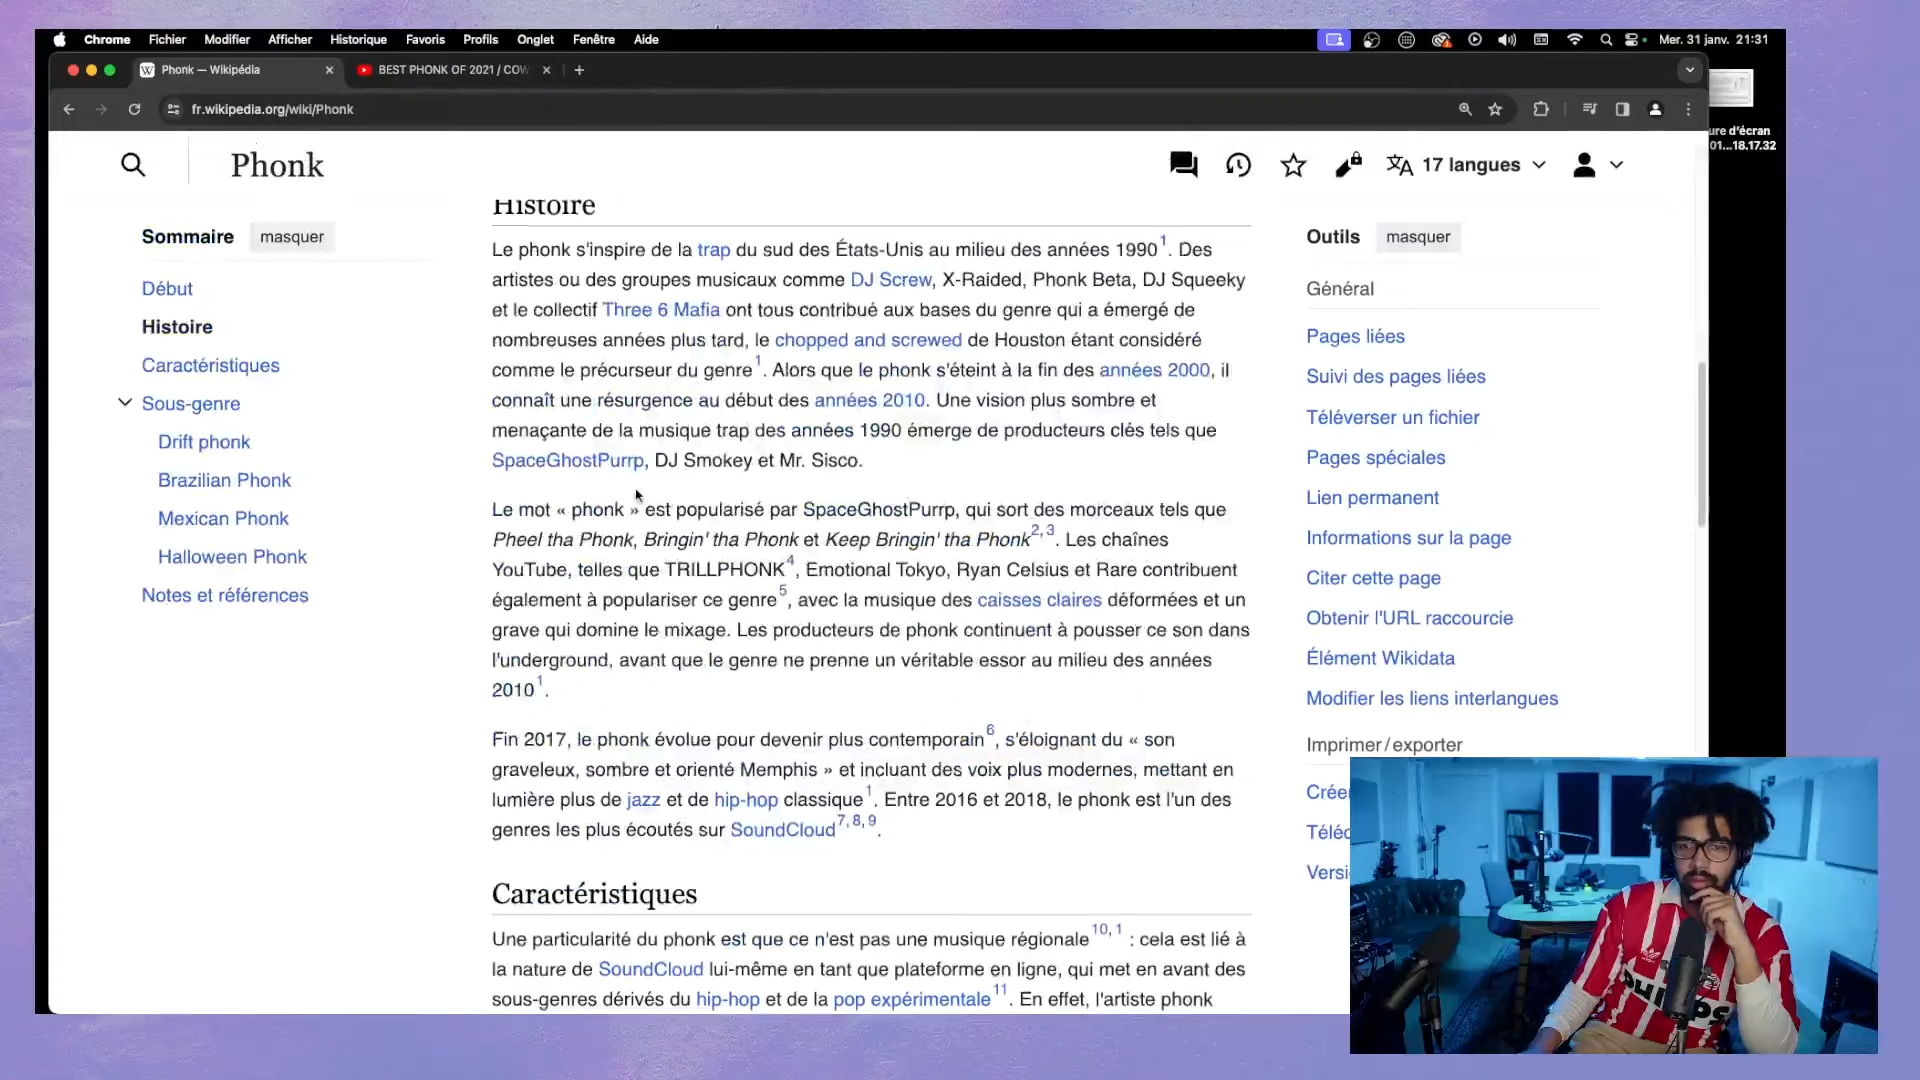 Chrome Fichier Modifier Afficher Historique Favoris Profils Onglet Fenêtre Aide
Mer. 31 janv. 21:31
Phonk — Wikipédia
BEST PHONK OF 2021 / COW
fr.wikipedia.org/wiki/Phonk
ure d'écran
01...18.17.32
Phonk
17 langues
Sommaire masquer
Début
Histoire
Caractéristiques
Sous-genre
Drift phonk
Brazilian Phonk
Mexican Phonk
Halloween Phonk
Notes et références
Histoire
Le phonk s'inspire de la trap du sud des États-Unis au milieu des années 1990 1. Des
artistes ou des groupes musicaux comme DJ Screw, X-Raided, Phonk Beta, DJ Squeeky
et le collectif Three 6 Mafia ont tous contribué aux bases du genre qui a émergé de
nombreuses années plus tard, le chopped and screwed de Houston étant considéré
comme le précurseur du genre 1. Alors que le phonk s'éteint à la fin des années 2000, il
connaît une résurgence au début des années 2010. Une vision plus sombre et
menaçante de la musique trap des années 1990 émerge de producteurs clés tels que
SpaceGhostPurrp, DJ Smokey et Mr. Sisco.
Le mot « phonk » est popularisé par SpaceGhostPurrp, qui sort des morceaux tels que
Pheel tha Phonk, Bringin' tha Phonk et Keep Bringin' tha Phonk 2, 3. Les chaînes
YouTube, telles que TRILLPHONK 4, Emotional Tokyo, Ryan Celsius et Rare contribuent
également à populariser ce genre 5, avec la musique des caisses claires déformées et un
grave qui domine le mixage. Les producteurs de phonk continuent à pousser ce son dans
l'underground, avant que le genre ne prenne un véritable essor au milieu des années
2010 1.
Fin 2017, le phonk évolue pour devenir plus contemporain 6, s'éloignant du « son
graveleux, sombre et orienté Memphis » et incluant des voix plus modernes, mettant en
lumière plus de jazz et de hip-hop classique 1. Entre 2016 et 2018, le phonk est l'un des
genres les plus écoutés sur SoundCloud 7, 8, 9.
Caractéristiques
Une particularité du phonk est que ce n'est pas une musique régionale 10, 1 : cela est lié à
la nature de SoundCloud lui-même en tant que plateforme en ligne, qui met en avant des
sous-genres dérivés du hip-hop et de la pop expérimentale 11. En effet, l'artiste phonk
Outils masquer
Général
Pages liées
Suivi des pages liées
Téléverser un fichier
Pages spéciales
Lien permanent
Informations sur la page
Citer cette page
Obtenir l'URL raccourcie
Élément Wikidata
Modifier les liens interlangues
Imprimer / exporter
Créer
Téléc
Versi
PHILIPS